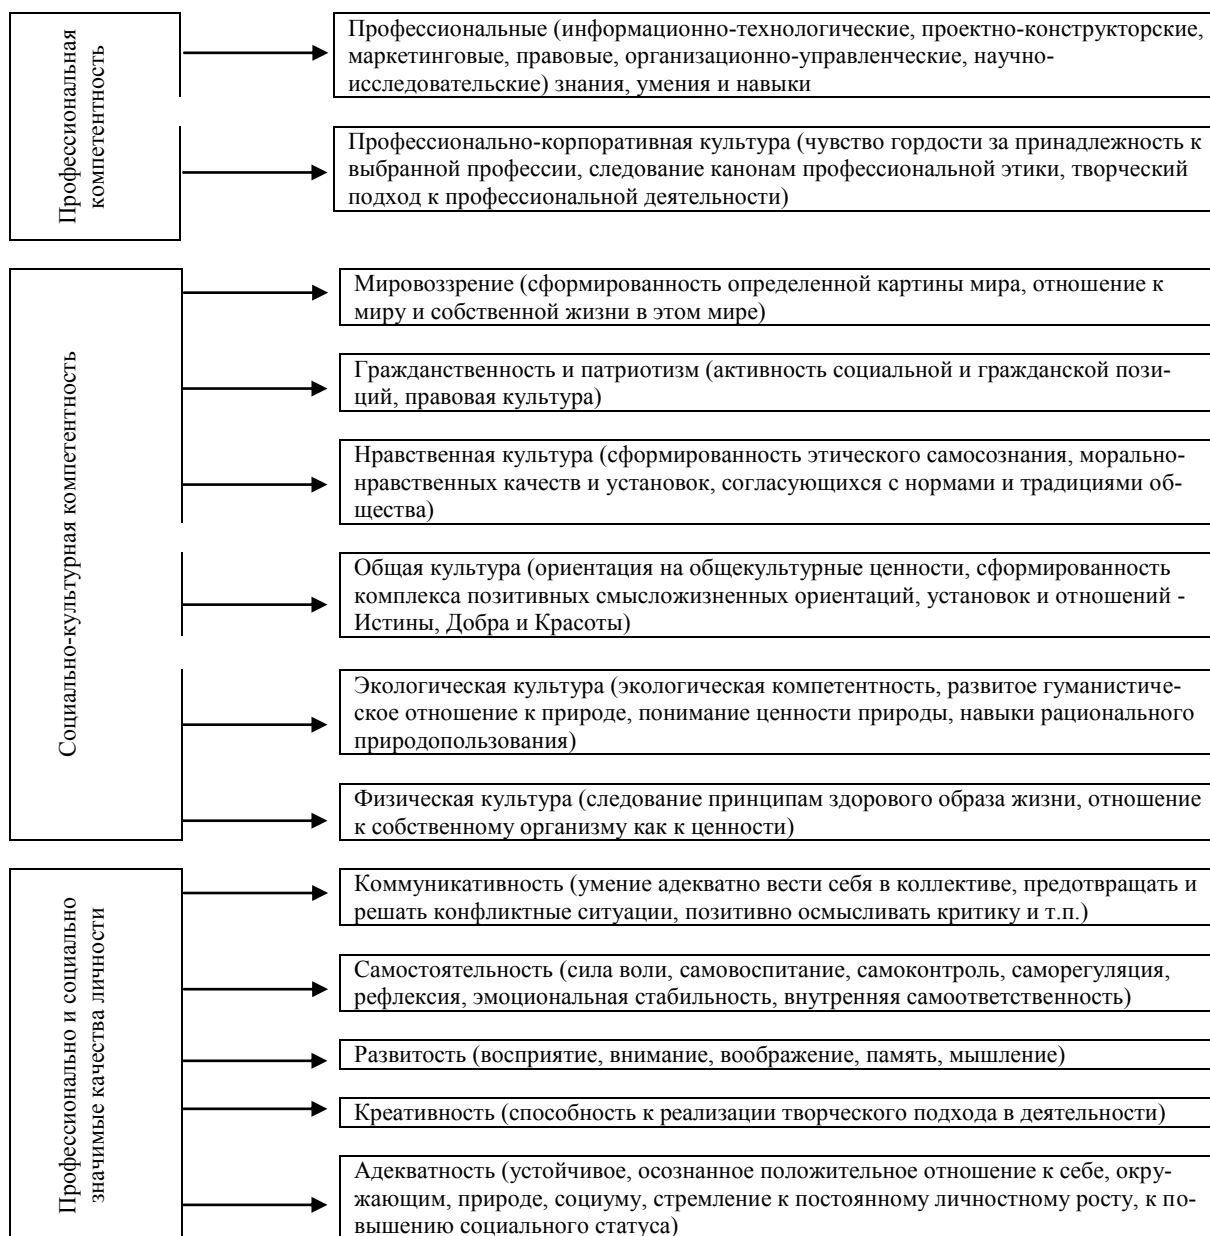 Профессиональная
компетентность
Профессиональные (информационно-технологические, проектно-конструкторские,
маркетинговые, правовые, организационно-управленческие, научно-
исследовательские) знания, умения и навыки
Профессионально-корпоративная культура (чувство гордости за принадлежность к
выбранной профессии, следование канонам профессиональной этики, творческий
подход к профессиональной деятельности)
Социально-культурная компетентность
Мировоззрение (сформированность определенной картины мира, отношение к
миру и собственной жизни в этом мире)
Гражданственность и патриотизм (активность социальной и гражданской пози-
ций, правовая культура)
Нравственная культура (сформированность этического самосознания, морально-
нравственных качеств и установок, согласующихся с нормами и традициями об-
щества)
Общая культура (ориентация на общекультурные ценности, сформированность
комплекса позитивных смысложизненных ориентаций, установок и отношений -
Истины, Добра и Красоты)
Экологическая культура (экологическая компетентность, развитое гуманистиче-
ское отношение к природе, понимание ценности природы, навыки рационального
природопользования)
Физическая культура (следование принципам здорового образа жизни, отношение
к собственному организму как к ценности)
Профессионально и социально
значимые качества личности
Коммуникативность (умение адекватно вести себя в коллективе, предотвращать и
решать конфликтные ситуации, позитивно осмысливать критику и т.п.)
Самостоятельность (сила воли, самовоспитание, самоконтроль, саморегуляция,
рефлексия, эмоциональная стабильность, внутренняя самоответственность)
Развитость (восприятие, внимание, воображение, память, мышление)
Креативность (способность к реализации творческого подхода в деятельности)
Адекватность (устойчивое, осознанное положительное отношение к себе, окру-
жающим, природе, социуму, стремление к постоянному личностному росту, к по-
вышению социального статуса)